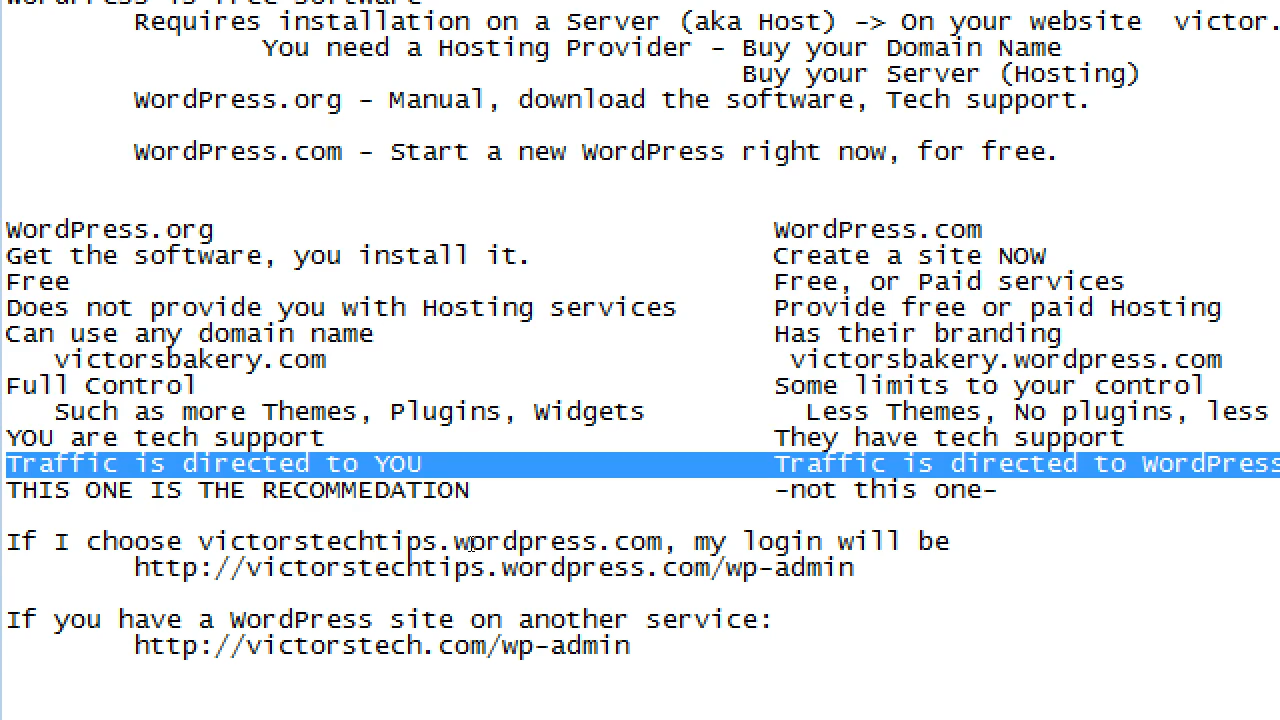 WordPress is free software
Requires installation on a Server (aka Host) -> On your website victor.
You need a Hosting Provider - Buy your Domain Name
Buy your Server (Hosting)
WordPress.org - Manual, download the software, Tech support.
WordPress.com - Start a new WordPress right now, for free.
WordPress.org WordPress.com
Get the software, you install it. Create a site NOW
Free Free, or Paid services
Does not provide you with Hosting services Provide free or paid Hosting
Can use any domain name Has their branding
victorsbakery.com victorsbakery.wordpress.com
Full Control Some limits to your control
Such as more Themes, Plugins, Widgets Less Themes, No plugins, less
YOU are tech support They have tech support
Traffic is directed to YOU Traffic is directed to WordPress
THIS ONE IS THE RECOMMEDATION -not this one-
If I choose victorstechtips.wordpress.com, my login will be
http://victorstechtips.wordpress.com/wp-admin
If you have a WordPress site on another service:
http://victorstech.com/wp-admin